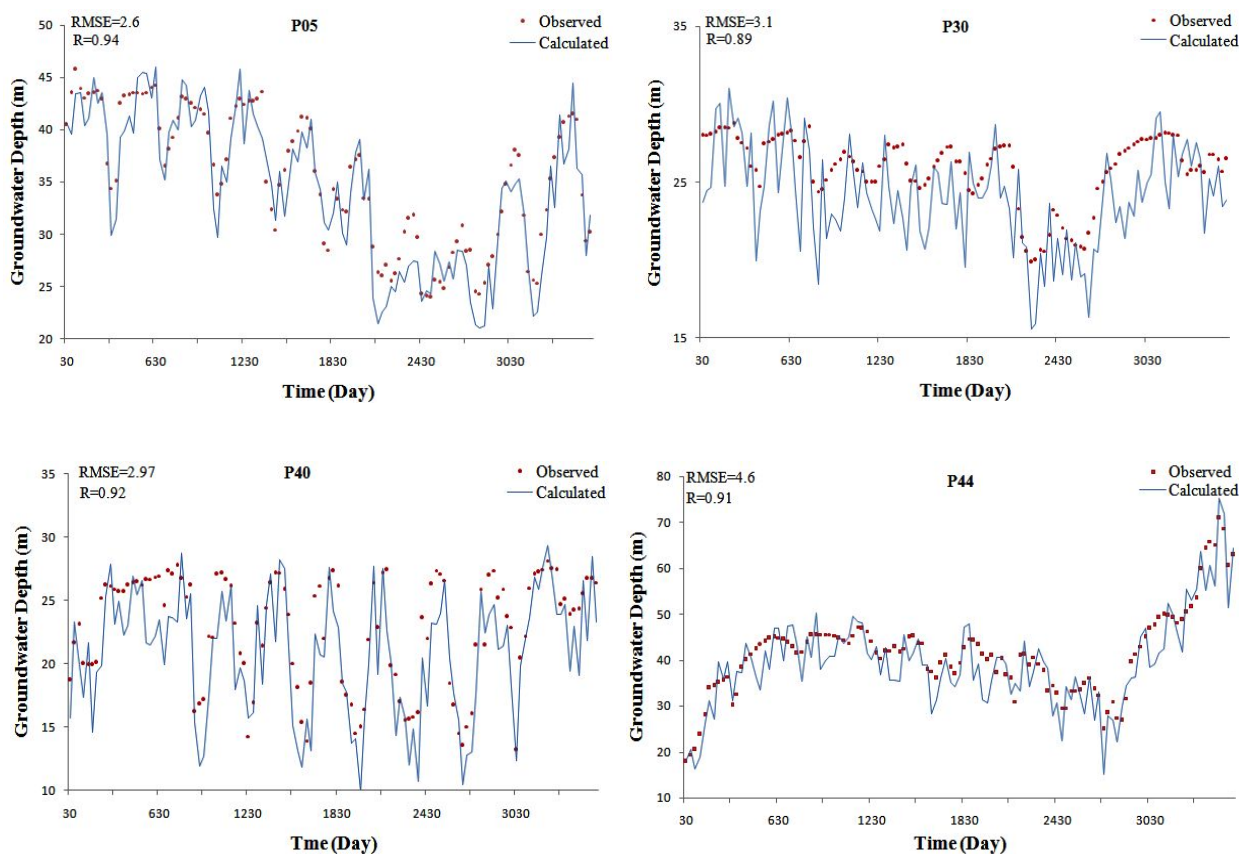 RMSE=2.6
R=0.94
P05
Observed
Calculated
Groundwater Depth (m)
50
45
40
35
30
25
20
30 630 1230 1830 2430 3030
Time (Day)
RMSE=3.1
R=0.89
P30
Observed
Calculated
Groundwater Depth (m)
35
25
15
30 630 1230 1830 2430 3030
Time (Day)
RMSE=2.97
R=0.92
P40
Observed
Calculated
Groundwater Depth (m)
35
30
25
20
15
10
30 630 1230 1830 2430 3030
Tme (Day)
RMSE=4.6
R=0.91
P44
Observed
Calculated
Groundwater Depth (m)
80
70
60
50
40
30
20
10
30 630 1230 1830 2430 3030
Time (Day)